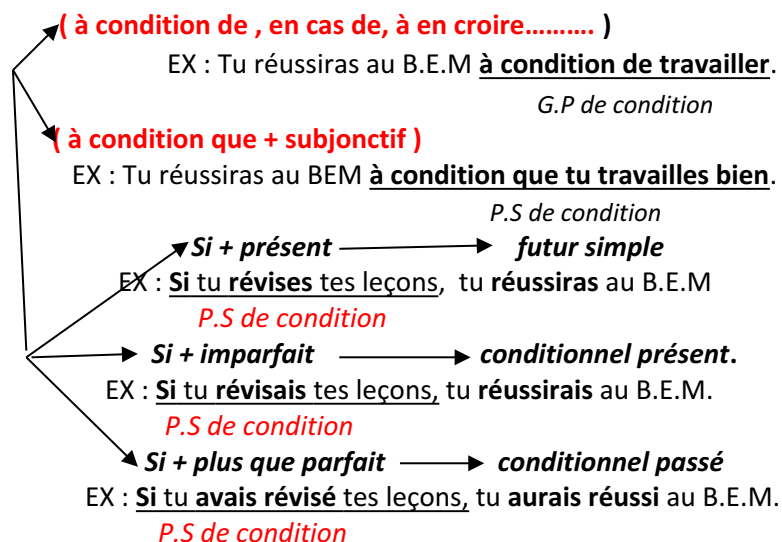 ( à condition de , en cas de, à en croire………. )
EX : Tu réussiras au B.E.M à condition de travailler.
G.P de condition
( à condition que + subjonctif )
EX : Tu réussiras au BEM à condition que tu travailles bien.
P.S de condition
Si + présent futur simple
EX : Si tu révises tes leçons, tu réussiras au B.E.M
P.S de condition
Si + imparfait conditionnel présent.
EX : Si tu révisais tes leçons, tu réussirais au B.E.M.
P.S de condition
Si + plus que parfait conditionnel passé
EX : Si tu avais révisé tes leçons, tu aurais réussi au B.E.M.
P.S de condition